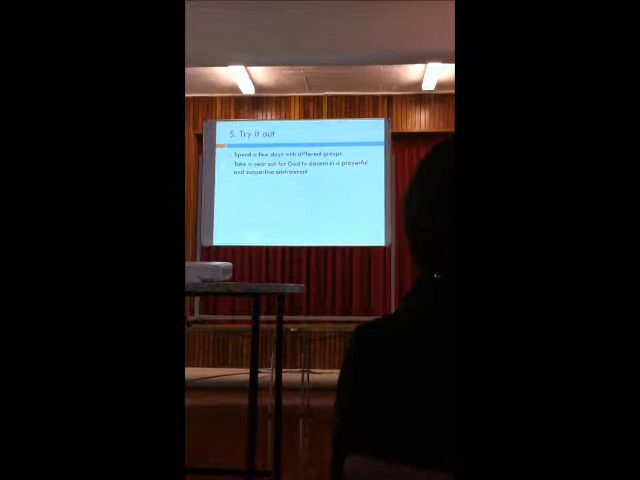 5. Try it out
Spend a few days with different groups
Take a year out for God to discern in a prayerful
and supportive environment